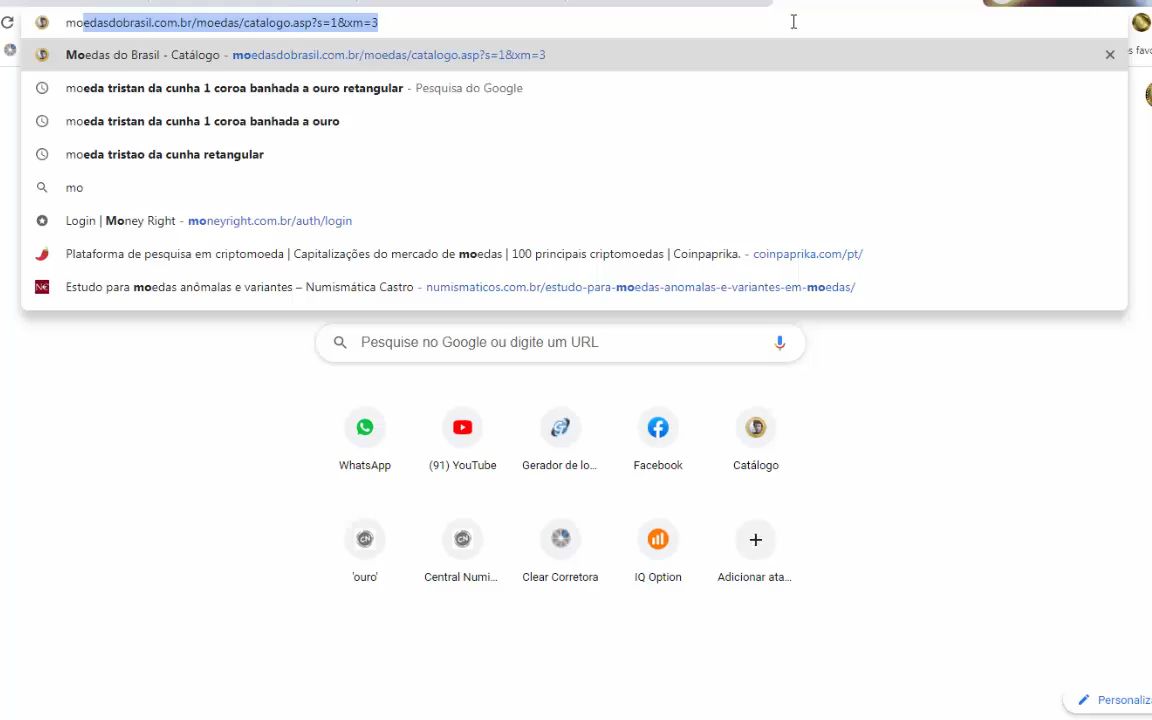 moedasdobrasil.com.br/moedas/catalogo.asp?s=1&xm=3
Moedas do Brasil - Catálogo - moedasdobrasil.com.br/moedas/catalogo.asp?s=1&xm=3
s favo
moeda tristan da cunha 1 coroa banhada a ouro retangular - Pesquisa do Google
moeda tristan da cunha 1 coroa banhada a ouro
moeda tristao da cunha retangular
mo
Login | Money Right - moneyright.com.br/auth/login
Plataforma de pesquisa em criptomoeda | Capitalizações do mercado de moedas | 100 principais criptomoedas | Coinpaprika. - coinpaprika.com/pt/
NE Estudo para moedas anômalas e variantes – Numismática Castro - numismaticos.com.br/estudo-para-moedas-anomalas-e-variantes-em-moedas/
Pesquise no Google ou digite um URL
WhatsApp (91) YouTube Gerador de lo... Facebook Catálogo
CN CN
'ouro' Central Numi... Clear Corretora IQ Option Adicionar ata...
Personaliza